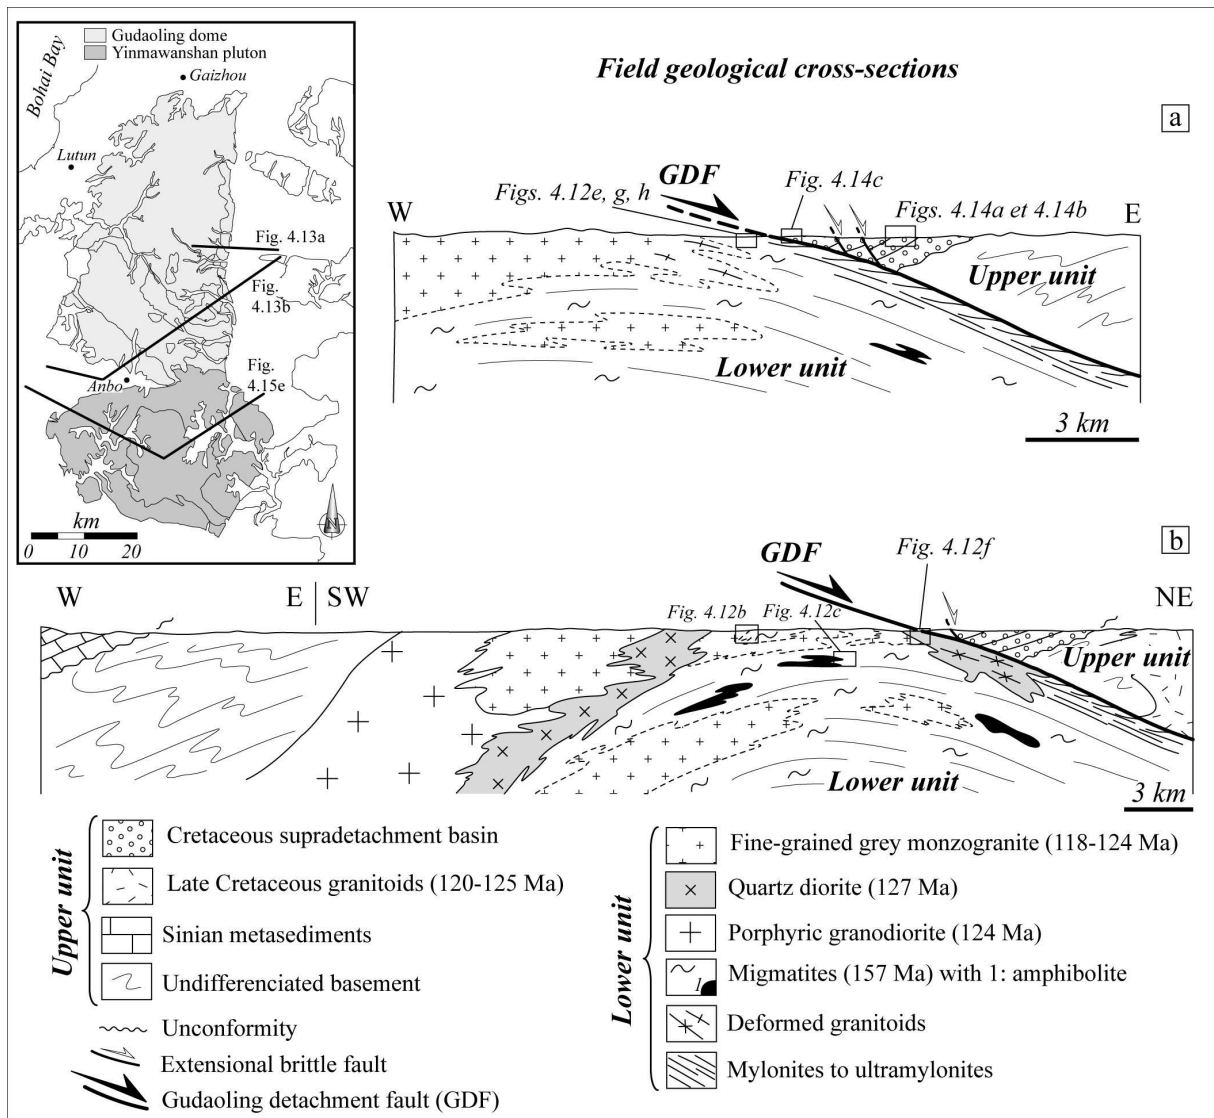 Gudaoling dome
Yinmawanshan pluton
Bohai Bay
Gaizhou
Lutun
Fig. 4.13a
Fig.
4.13b
Fig.
4.15e
Anbo
km
0 10 20
N
Field geological cross-sections
a
Figs. 4.12e, g, h
GDF
Fig. 4.14c
Figs. 4.14a et 4.14b
W
E
Upper unit
Lower unit
3 km
b
GDF
Fig. 4.12f
W
E
SW
Fig. 4.12b
Fig. 4.12c
NE
Upper unit
Lower unit
3 km
Upper unit
Cretaceous supradetachment basin
Late Cretaceous granitoids (120-125 Ma)
Sinian metasediments
Undifferenciated basement
Unconformity
Extensional brittle fault
Gudaoling detachment fault (GDF)
Lower unit
Fine-grained grey monzogranite (118-124 Ma)
Quartz diorite (127 Ma)
Porphyric granodiorite (124 Ma)
1
Migmatites (157 Ma) with 1: amphibolite
Deformed granitoids
Mylonites to ultramylonites